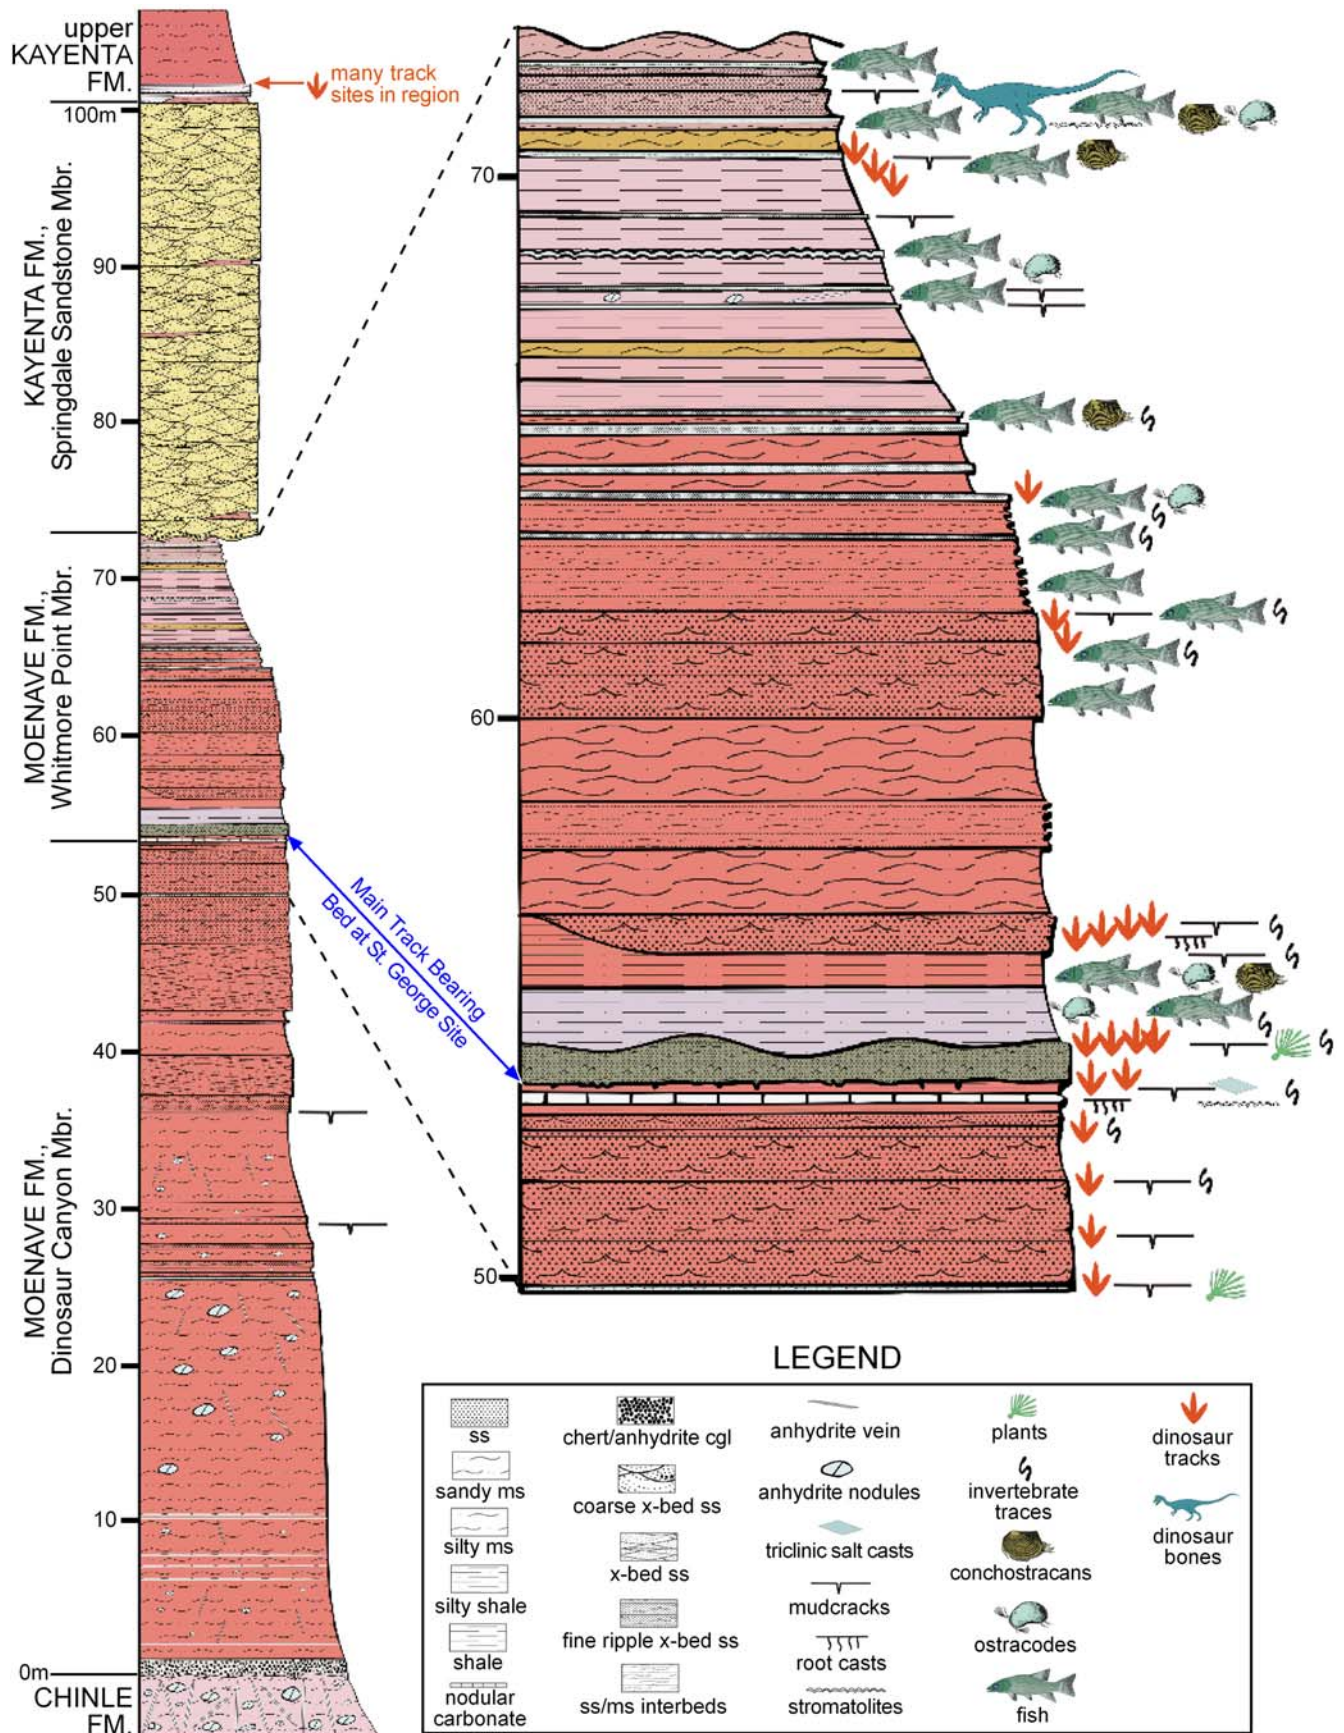 upper
KAYENTA
FM.
many track
sites in region
100m
KAYENTA FM.,
Springdale Sandstone Mbr.
90
80
MOENAVE FM.,
Whitmore Point Mbr.
70
60
MOENAVE FM.,
Dinosaur Canyon Mbr.
50
40
30
20
10
0m
CHINLE
FM.
Main Track Bearing
Bed at St. George Site
70
60
50
LEGEND
ss
sandy ms
silty ms
silty shale
shale
nodular
carbonate
chert/anhydrite cgl
coarse x-bed ss
x-bed ss
fine ripple x-bed ss
ss/ms interbeds
anhydrite vein
anhydrite nodules
triclinic salt casts
mudcracks
root casts
stromatolites
plants
invertebrate
traces
conchostracans
ostracodes
fish
dinosaur
tracks
dinosaur
bones